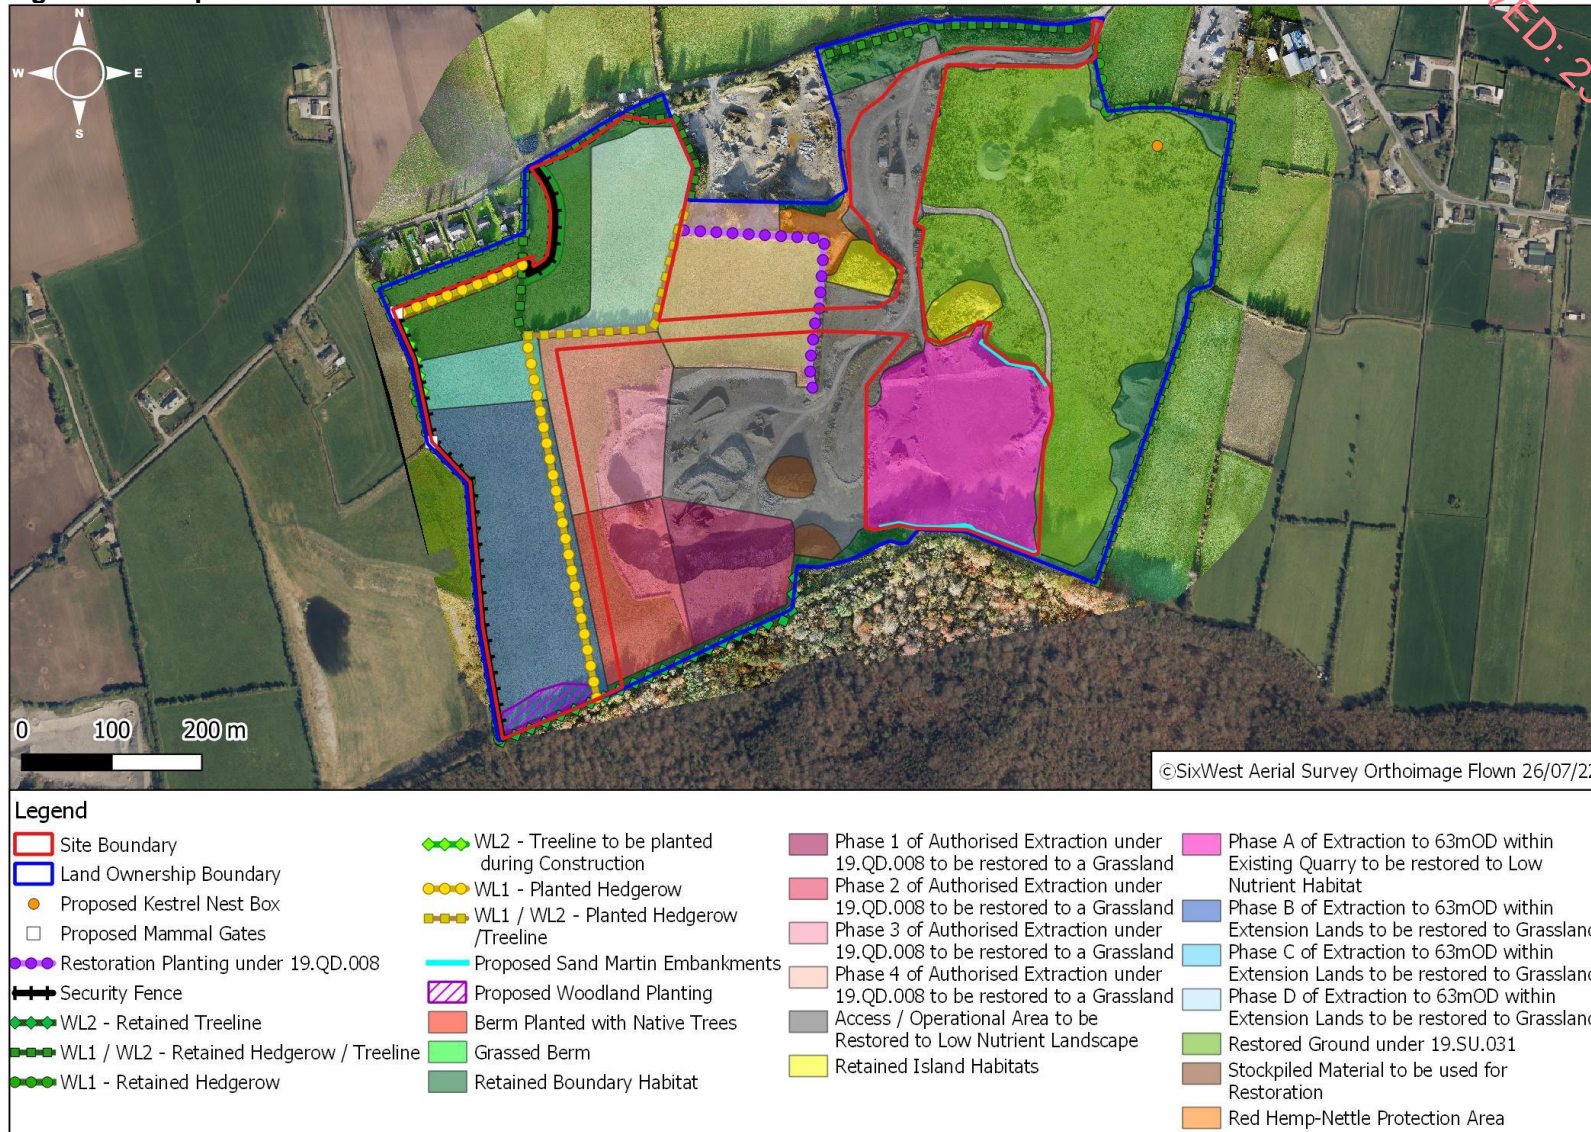 N
W
E
S
VED: 2
0 100 200 m
©SixWest Aerial Survey Orthoimage Flown 26/07/22
Legend
Site Boundary
Land Ownership Boundary
Proposed Kestrel Nest Box
Proposed Mammal Gates
Restoration Planting under 19.QD.008
Security Fence
WL2 - Retained Treeline
WL1 / WL2 - Retained Hedgerow / Treeline
WL1 - Retained Hedgerow
WL2 - Treeline to be planted
during Construction
WL1 - Planted Hedgerow
WL1 / WL2 - Planted Hedgerow
/Treeline
Proposed Sand Martin Embankments
Proposed Woodland Planting
Berm Planted with Native Trees
Grassed Berm
Retained Boundary Habitat
Phase 1 of Authorised Extraction under
19.QD.008 to be restored to a Grassland
Phase 2 of Authorised Extraction under
19.QD.008 to be restored to a Grassland
Phase 3 of Authorised Extraction under
19.QD.008 to be restored to a Grassland
Phase 4 of Authorised Extraction under
19.QD.008 to be restored to a Grassland
Access / Operational Area to be
Restored to Low Nutrient Landscape
Retained Island Habitats
Phase A of Extraction to 63mOD within
Existing Quarry to be restored to Low
Nutrient Habitat
Phase B of Extraction to 63mOD within
Extension Lands to be restored to Grassland
Phase C of Extraction to 63mOD within
Extension Lands to be restored to Grassland
Phase D of Extraction to 63mOD within
Extension Lands to be restored to Grassland
Restored Ground under 19.SU.031
Stockpiled Material to be used for
Restoration
Red Hemp-Nettle Protection Area